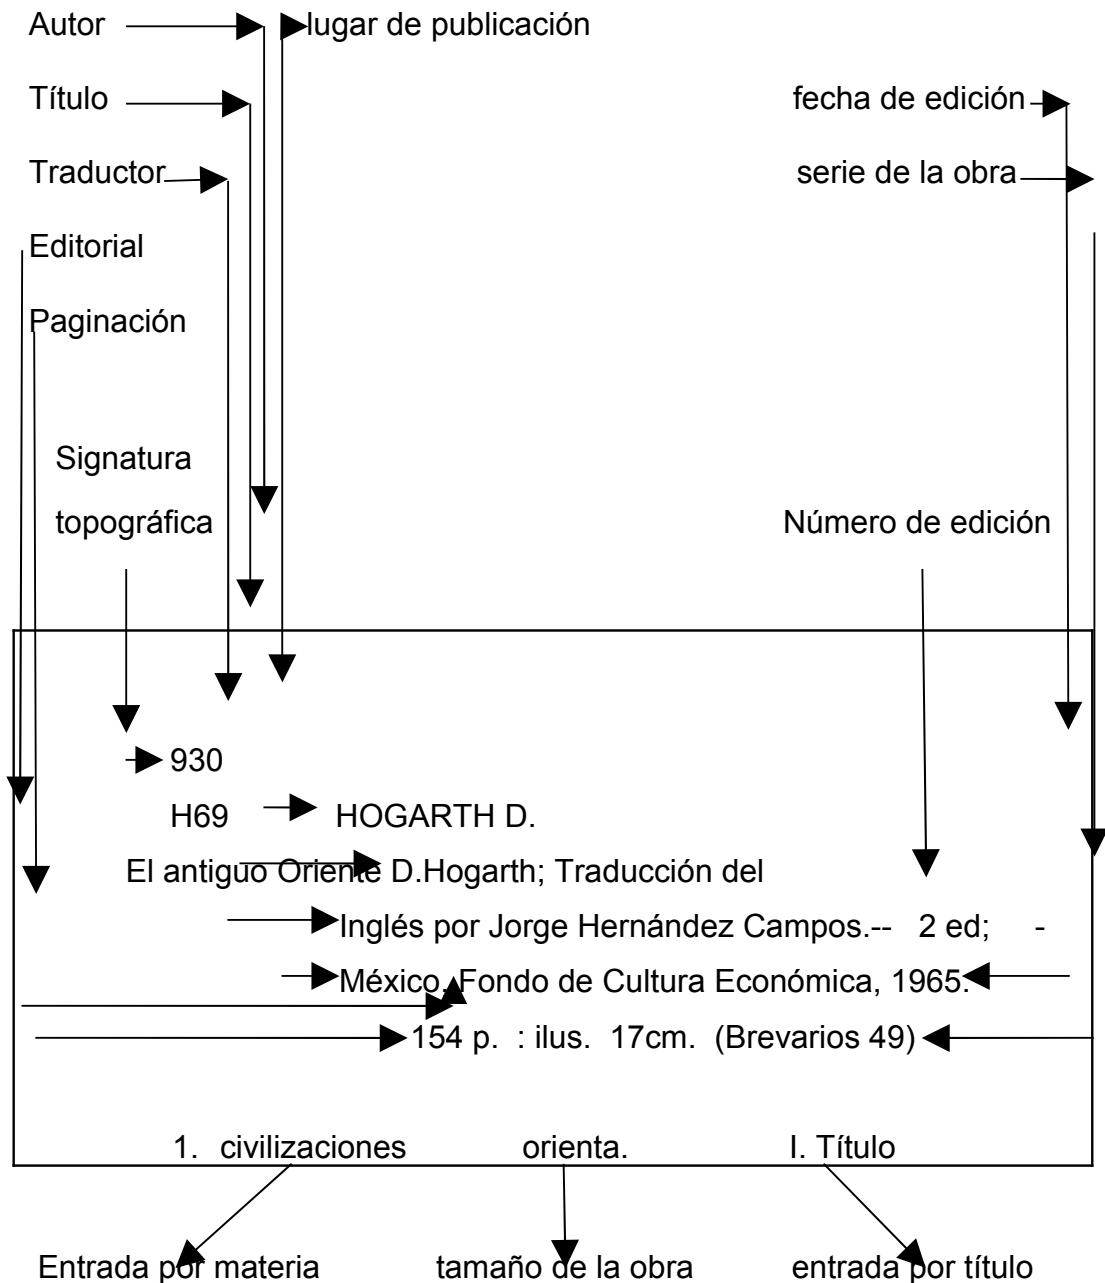 Autor lugar de publicación
Título fecha de edición
Traductor serie de la obra
Editorial
Paginación
Signatura
topográfica Número de edición
930
H69 HOGARTH D.
El antiguo Oriente D.Hogarth; Traducción del
Inglés por Jorge Hernández Campos.-- 2 ed; -
México. Fondo de Cultura Económica, 1965.
154 p. : ilus. 17cm. (Brevarios 49)
1. civilizaciones orienta. I. Título
Entrada por materia tamaño de la obra entrada por título